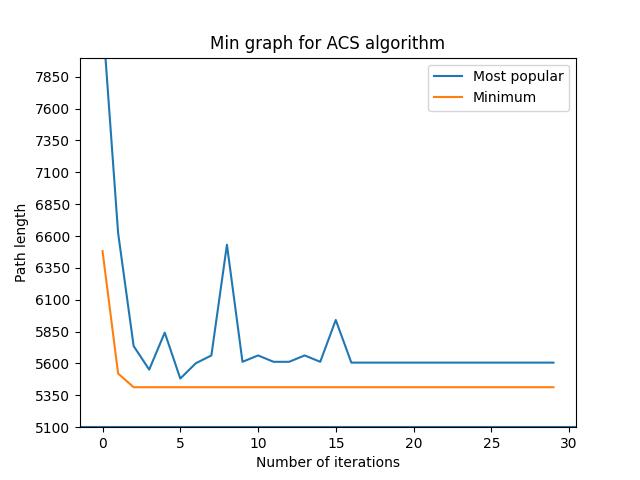 Min graph for ACS algorithm
Most popular
Minimum
Path length
7850
7600
7350
7100
6850
6600
6350
6100
5850
5600
5350
5100
0 5 10 15 20 25 30
Number of iterations